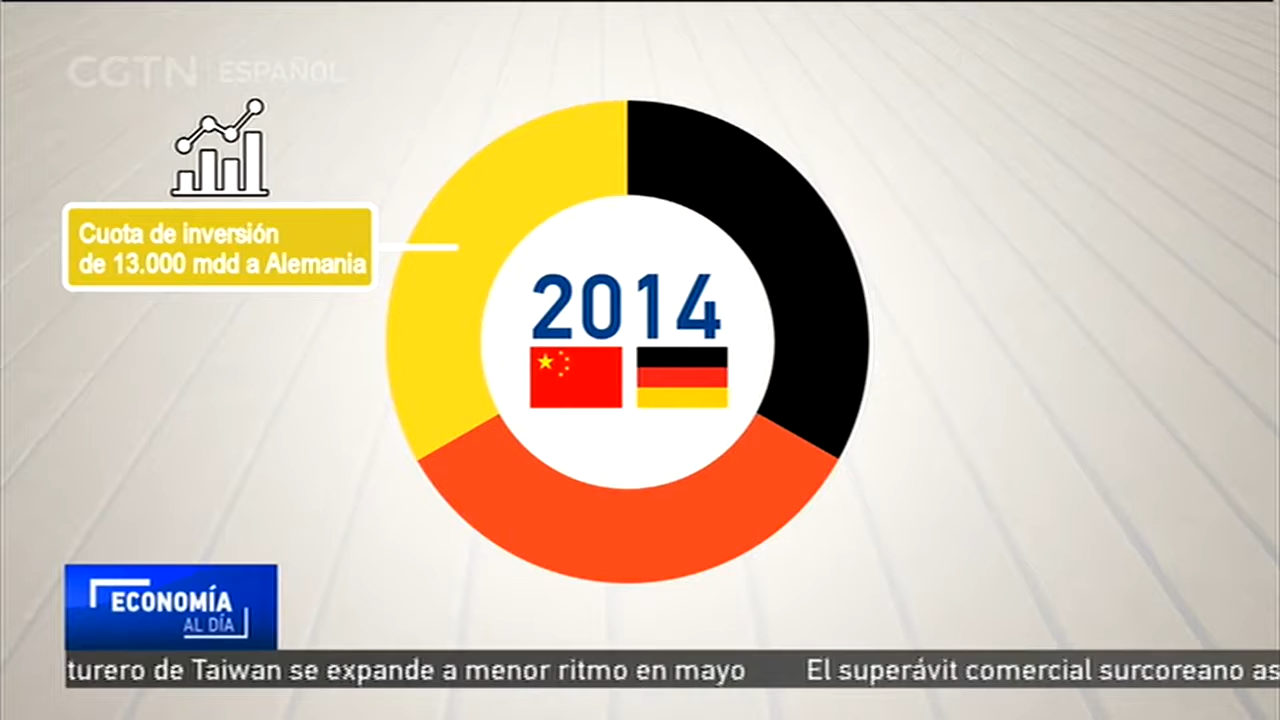 CGTN ESPAÑOL
Cuota de inversión
de 13.000 mdd a Alemania
2014
ECONOMÍA
AL DÍA
turero de Taiwan se expande a menor ritmo en mayo
El superávit comercial surcoreano as